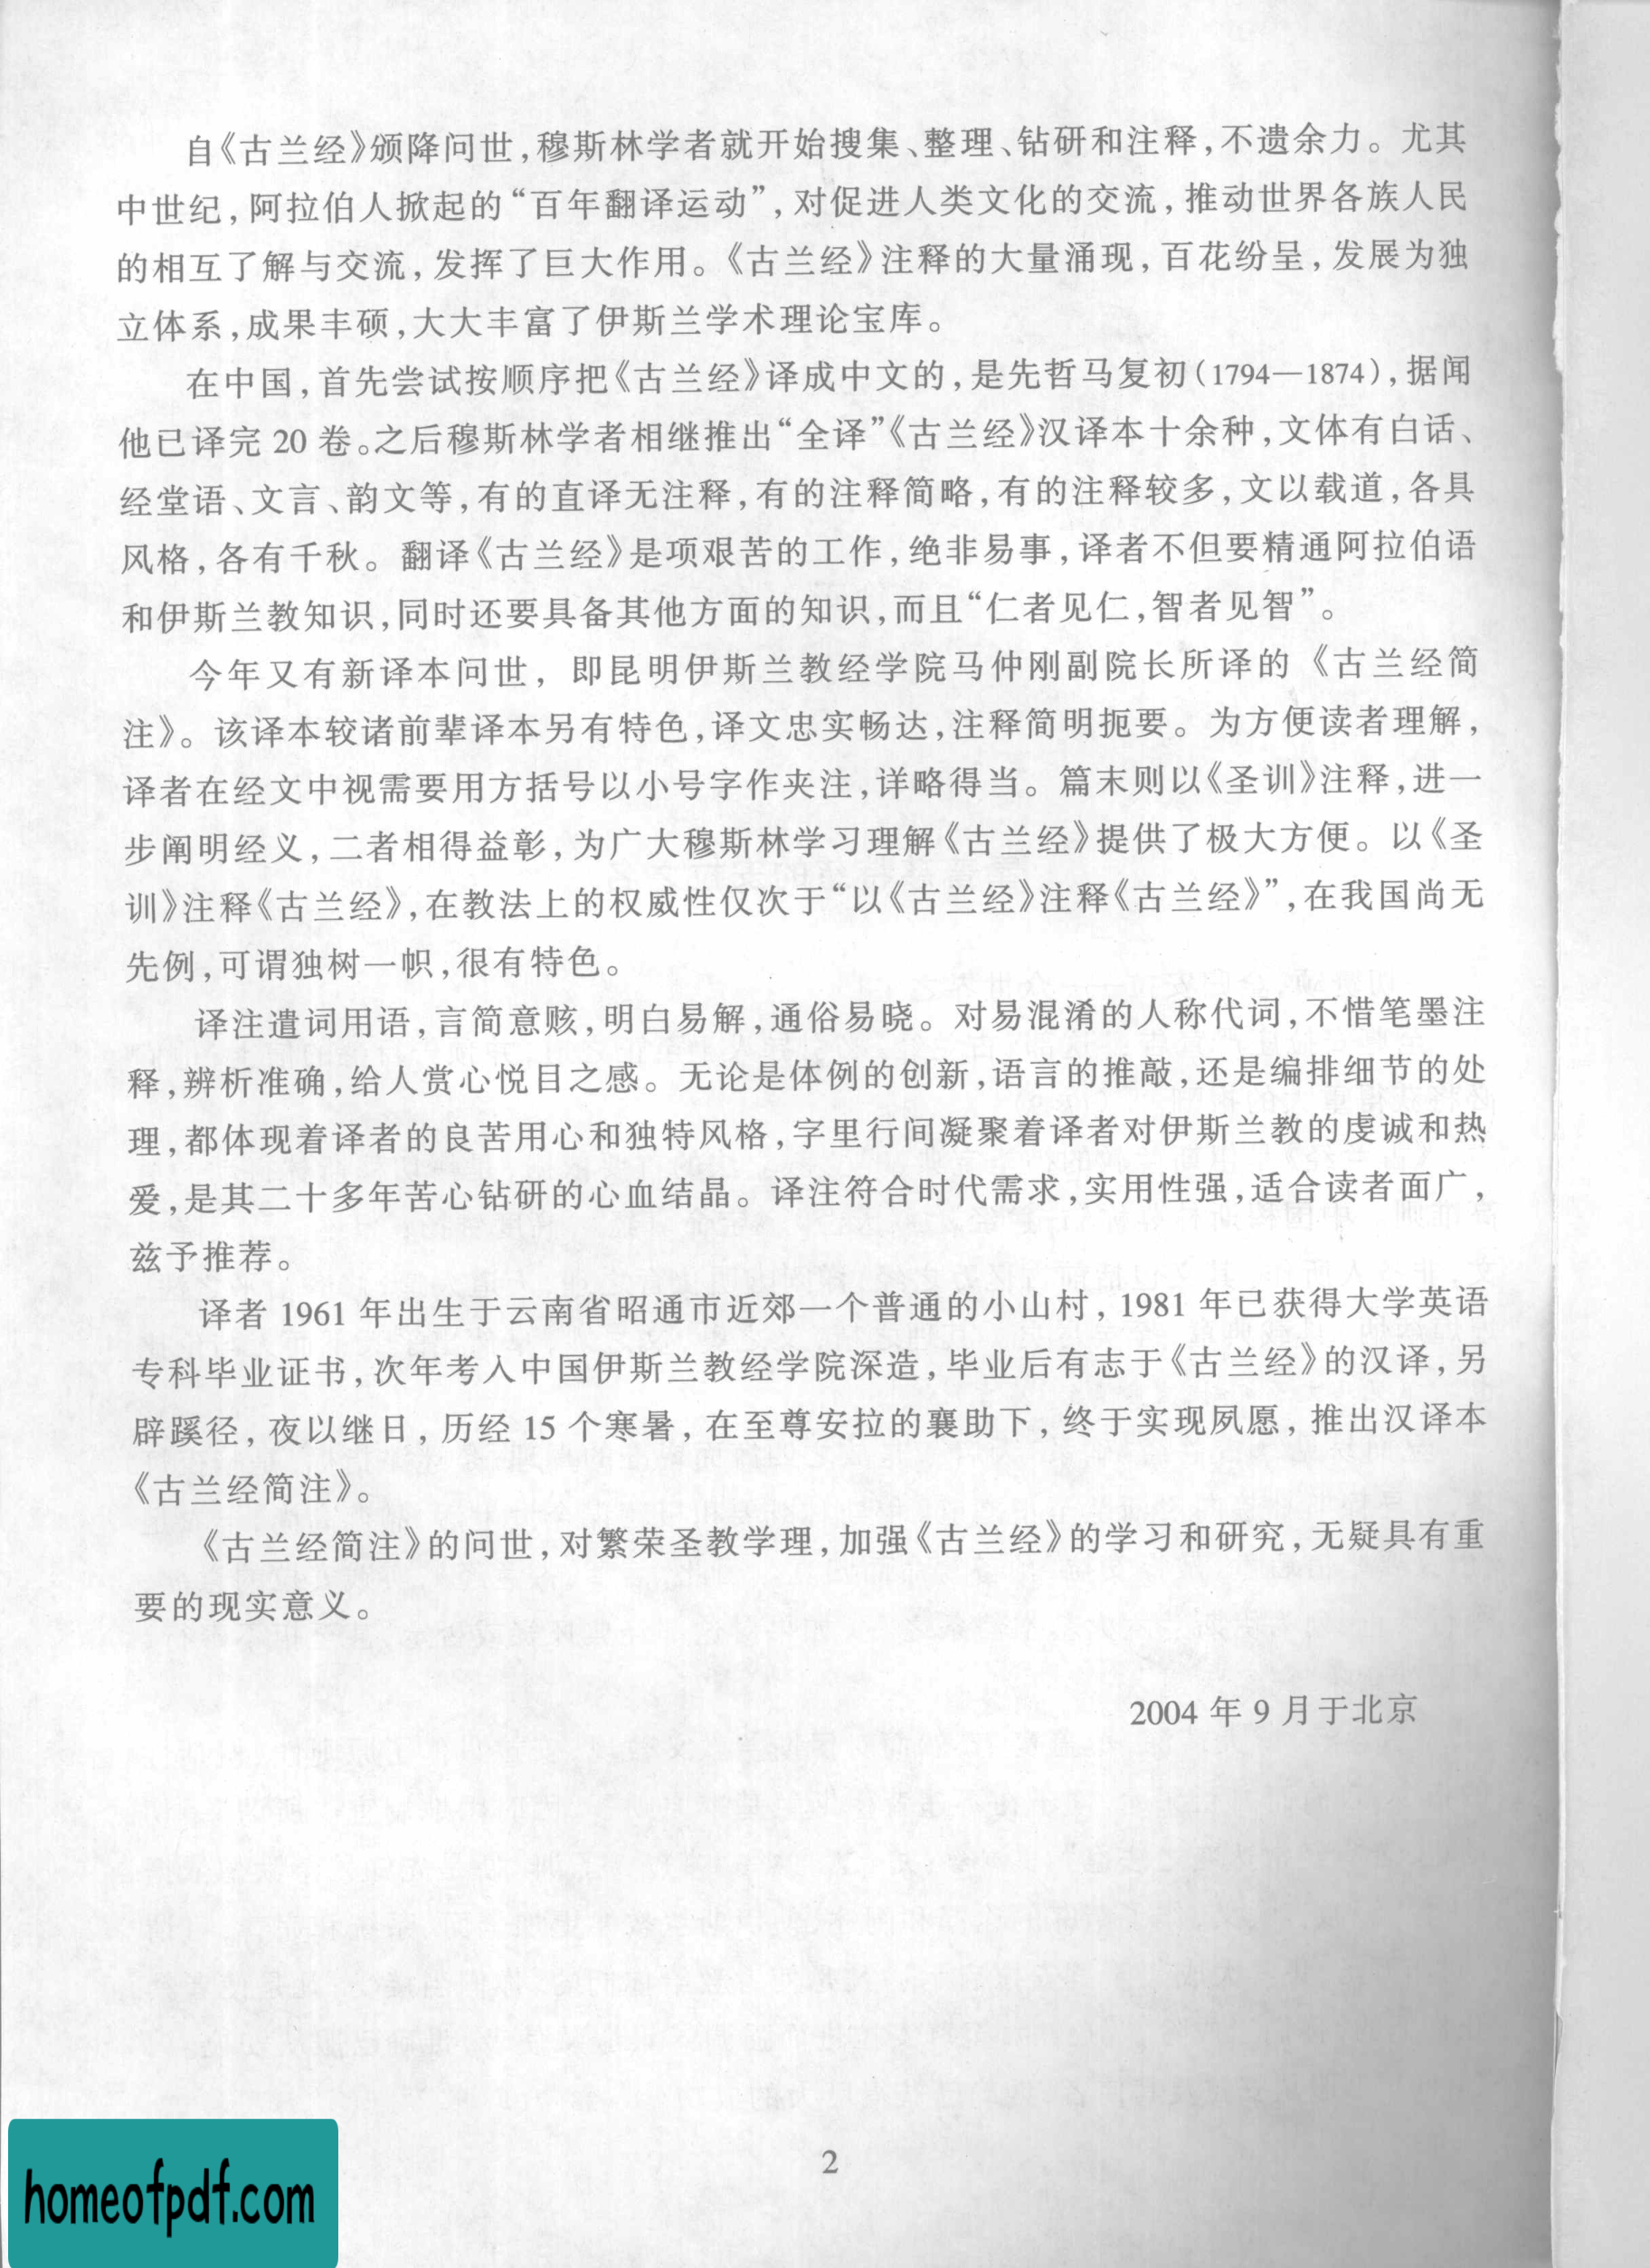 自《古兰经》颁降问世,穆斯林学者就开始搜集、整理、钻研和注释,不遗余力。尤其
中世纪,阿拉伯人掀起的“百年翻译运动”,对促进人类文化的交流,推动世界各族人民
的相互了解与交流,发挥了巨大作用。《古兰经》注释的大量涌现,百花纷呈,发展为独
立体系,成果丰硕,大大丰富了伊斯兰学术理论宝库。
在中国,首先尝试按顺序把《古兰经》译成中文的,是先哲马复初(1794—1874),据闻
他已译完 20 卷。之后穆斯林学者相继推出“全译”《古兰经》汉译本十余种,文体有白话、
经堂语、文言、韵文等,有的直译无注释,有的注释简略,有的注释较多,文以载道,各具
风格,各有千秋。翻译《古兰经》是项艰苦的工作,绝非易事,译者不但要精通阿拉伯语
和伊斯兰教知识,同时还要具备其他方面的知识,而且“仁者见仁,智者见智”。
今年又有新译本问世,即昆明伊斯兰教经学院马仲刚副院长所译的《古兰经简
注》。该译本较诸前辈译本另有特色,译文忠实畅达,注释简明扼要。为方便读者理解,
译者在经文中视需要用方括号以小号字作夹注,详略得当。篇末则以《圣训》注释,进一
步阐明经义,二者相得益彰,为广大穆斯林学习理解《古兰经》提供了极大方便。以《圣
训》注释《古兰经》,在教法上的权威性仅次于“以《古兰经》注释《古兰经》”,在我国尚无
先例,可谓独树一帜,很有特色。
译注遣词用语,言简意赅,明白易解,通俗易晓。对易混淆的人称代词,不惜笔墨注
释,辨析准确,给人赏心悦目之感。无论是体例的创新,语言的推敲,还是编排细节的处
理,都体现着译者的良苦用心和独特风格,字里行间凝聚着译者对伊斯兰教的虔诚和热
爱,是其二十多年苦心钻研的心血结晶。译注符合时代需求,实用性强,适合读者面广,
兹予推荐。
译者 1961 年出生于云南省昭通市近郊一个普通的小山村,1981 年已获得大学英语
专科毕业证书,次年考入中国伊斯兰教经学院深造,毕业后有志于《古兰经》的汉译,另
辟蹊径,夜以继日,历经 15 个寒暑,在至尊安拉的襄助下,终于实现夙愿,推出汉译本
《古兰经简注》。
《古兰经简注》的问世,对繁荣圣教学理,加强《古兰经》的学习和研究,无疑具有重
要的现实意义。
2004 年 9 月于北京
2
homeofpdf.com